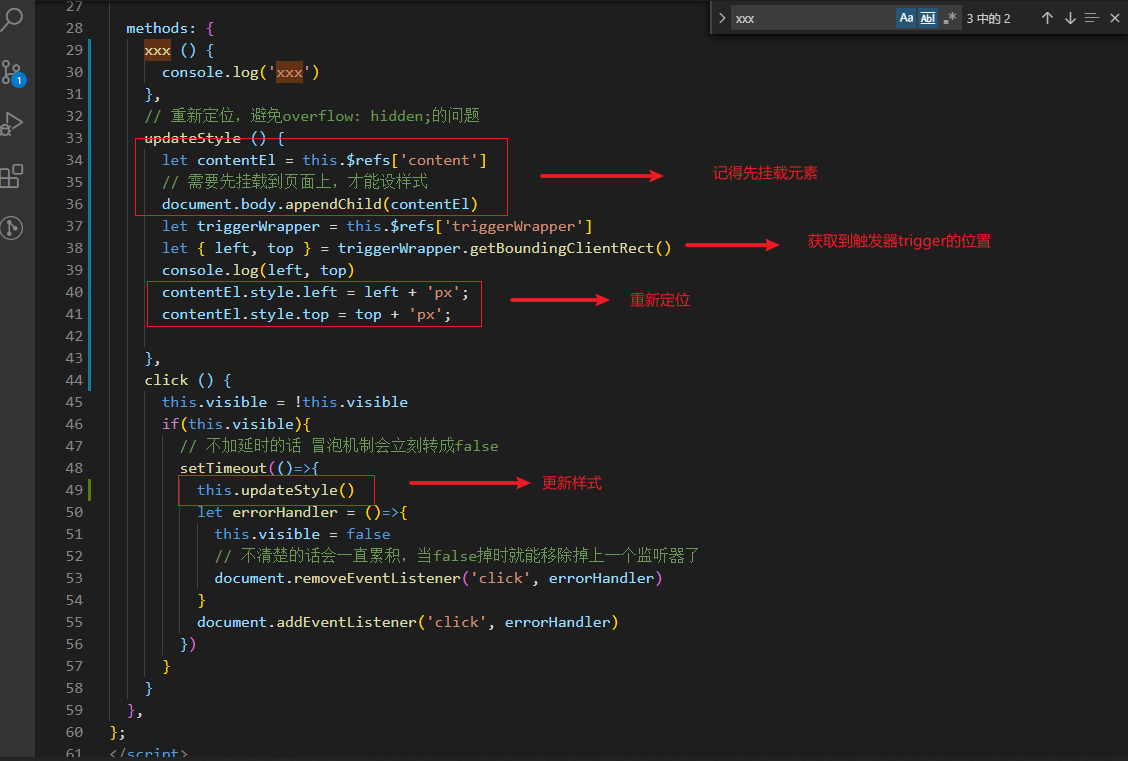 xxx
Aa
Abl
.*
3 中的 2
1
27
28 methods: {
29 xxx () {
30 console.log('xxx')
31 },
32 // 重新定位，避免overflow: hidden;的问题
33 updateStyle () {
34 let contentEl = this.$refs['content']
记得先挂载元素
35 // 需要先挂载到页面上，才能设样式
36 document.body.appendChild(contentEl)
37 let triggerWrapper = this.$refs['triggerWrapper']
38 let { left, top } = triggerWrapper.getBoundingClientRect()
获取到触发器trigger的位置
39 console.log(left, top)
40 contentEl.style.left = left + 'px';
重新定位
41 contentEl.style.top = top + 'px';
42
43 },
44 click () {
45 this.visible = !this.visible
46 if(this.visible){
47 // 不加延时的话 冒泡机制会立刻转成false
48 setTimeout(()=>{
49 this.updateStyle()
更新样式
50 let errorHandler = ()=>{
51 this.visible = false
52 // 不清楚的话会一直累积，当false掉时就能移除掉上一个监听器了
53 document.removeEventListener('click', errorHandler)
54 }
55 document.addEventListener('click', errorHandler)
56 })
57 }
58 }
59 },
60 };
61 </script>